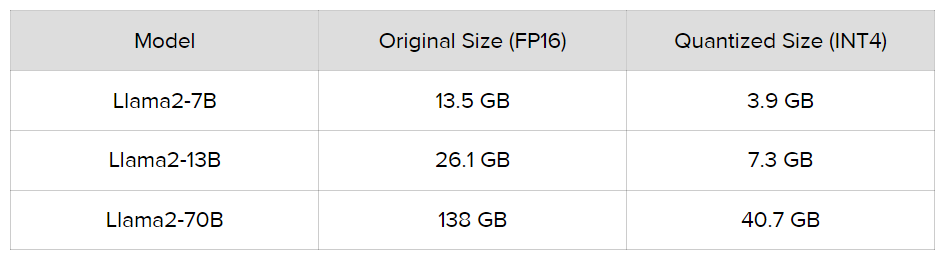 Model Original Size (FP16) Quantized Size (INT4)
Llama2-7B 13.5 GB 3.9 GB
Llama2-13B 26.1 GB 7.3 GB
Llama2-70B 138 GB 40.7 GB